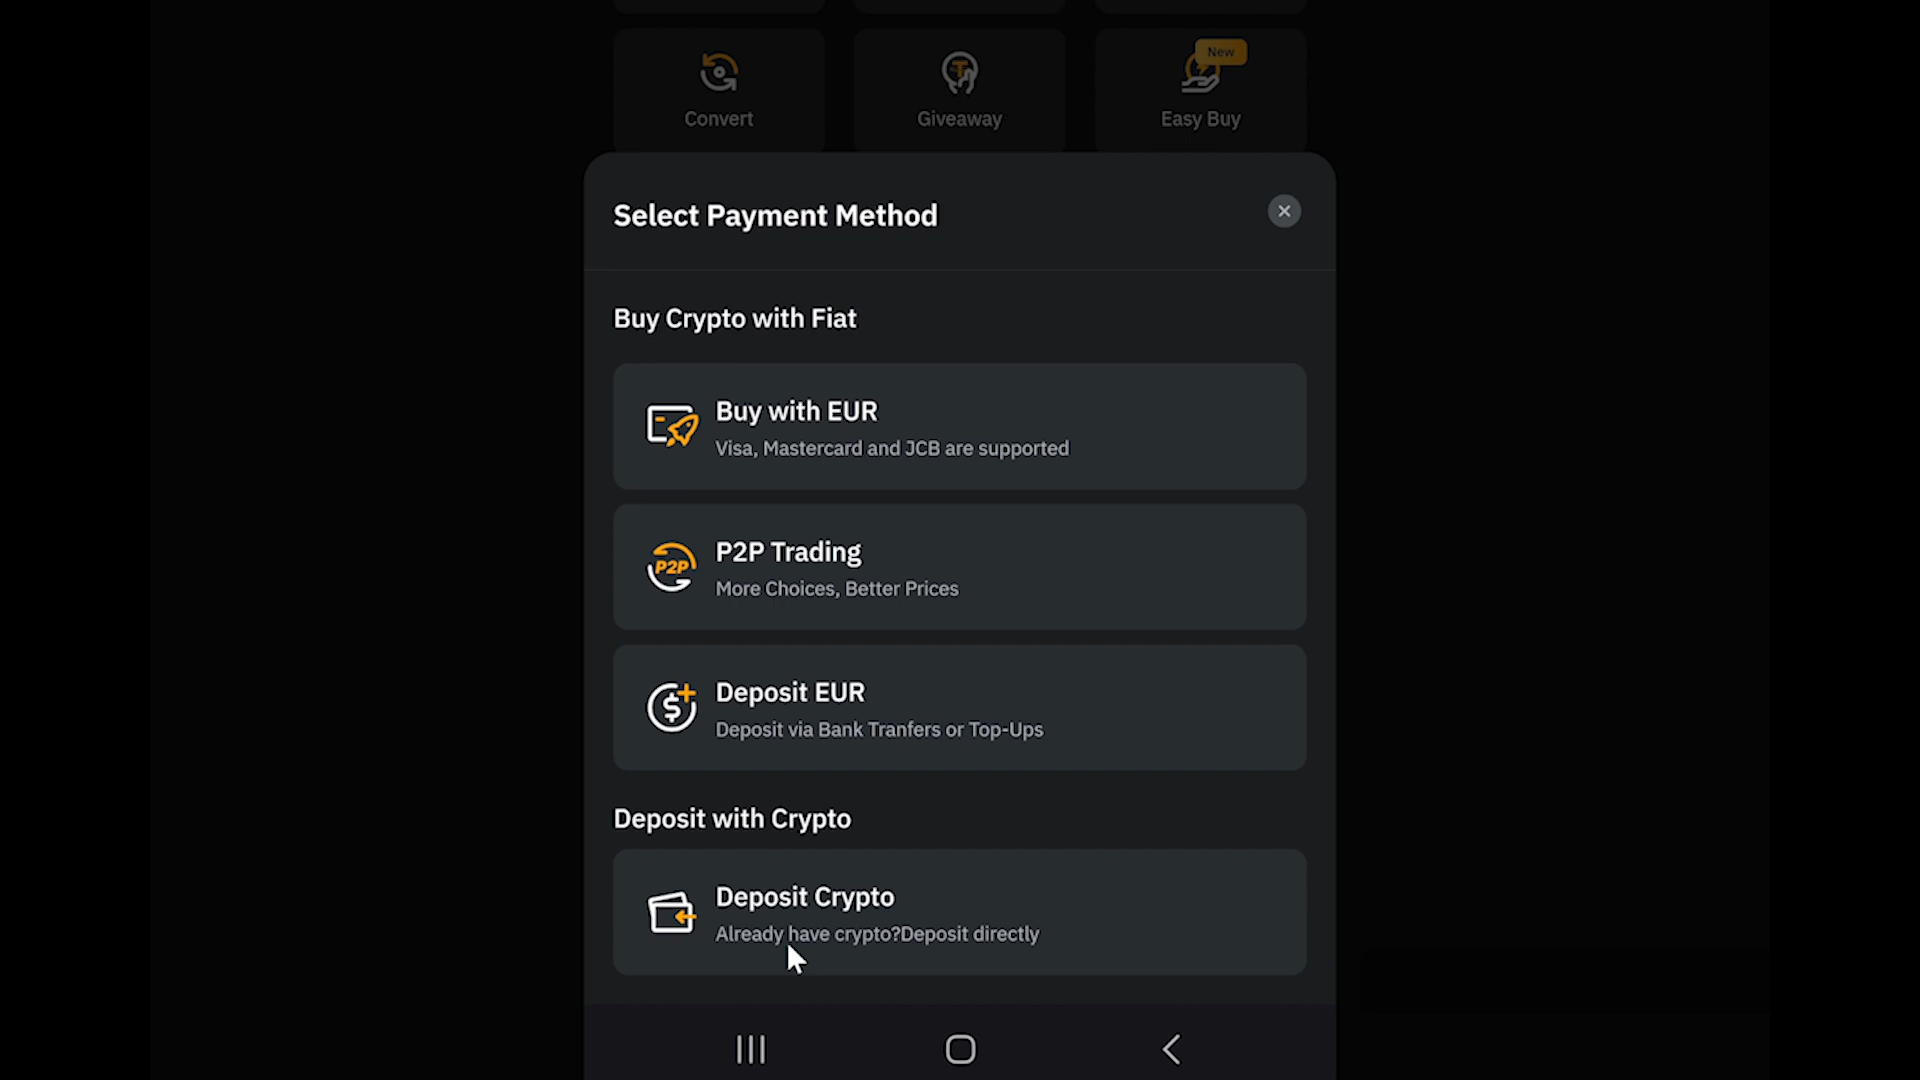 New
Convert
Giveaway
Easy Buy
Select Payment Method
Buy Crypto with Fiat
Buy with EUR
Visa, Mastercard and JCB are supported
P2P
P2P Trading
More Choices, Better Prices
Deposit EUR
Deposit via Bank Tranfers or Top-Ups
Deposit with Crypto
Deposit Crypto
Already have crypto?Deposit directly